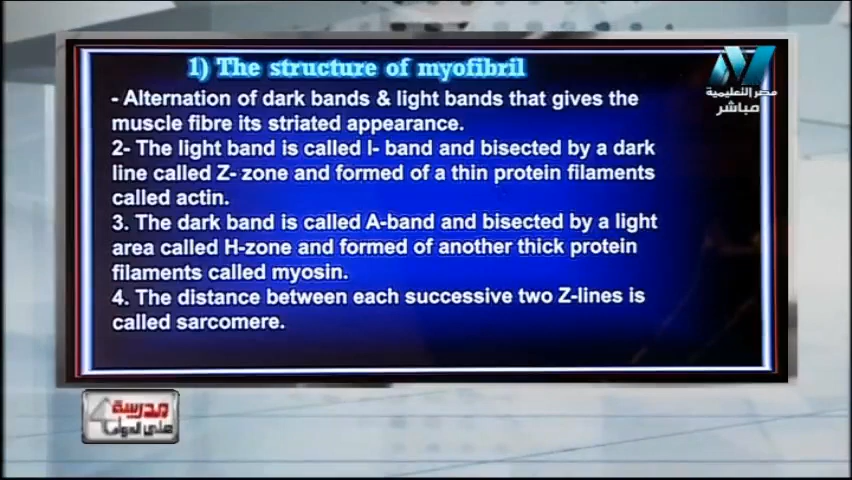 1) The structure of myofibril
مصر التعليمية
مباشر
- Alternation of dark bands & light bands that gives the
muscle fibre its striated appearance.
2- The light band is called I- band and bisected by a dark
line called Z- zone and formed of a thin protein filaments
called actin.
3. The dark band is called A-band and bisected by a light
area called H-zone and formed of another thick protein
filaments called myosin.
4. The distance between each successive two Z-lines is
called sarcomere.
مدرسة
على الهواء